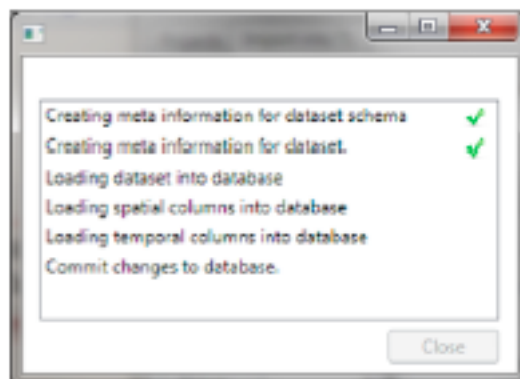 Creating meta information for dataset schema
Creating meta information for dataset.
Loading dataset into database
Loading spatial columns into database
Loading temporal columns into database
Commit changes to database.
Close